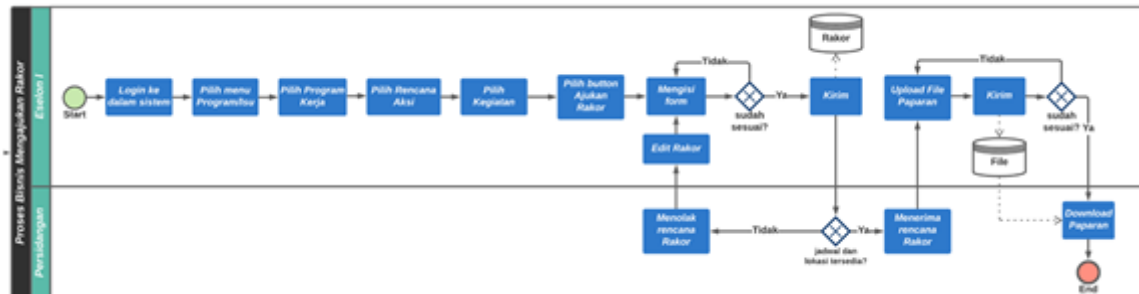 Proses Bisnis Mengajukan Rakor
Eselon I
Start
Login ke
dalam sistem
Pilih menu
Program/Isu
Pilih Program
Kerja
Pilih Rencana
Aksi
Pilih
Kegiatan
Pilih button
Ajukan
Rakor
Mengisi
form
Tidak
sudah
sesuai?
Ya
Rakor
Kirim
Edit Rakor
Upload File
Paparan
Tidak
Kirim
sudah
sesuai?
Ya
File
Persidangan
Menolak
rencana
Rakor
Tidak
jadwal dan
lokasi tersedia?
Ya
Menerima
rencana
Rakor
Download
Paparan
End